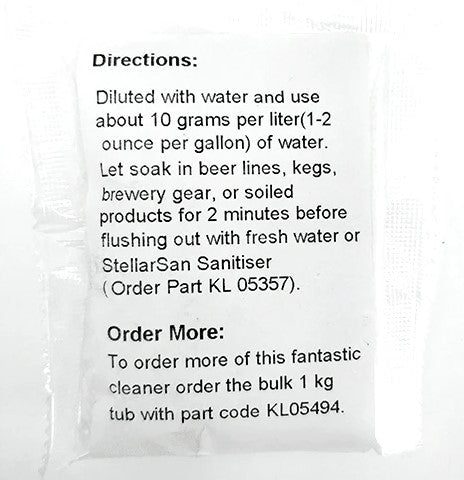 Directions:
Diluted with water and use
about 10 grams per liter(1-2
ounce per gallon) of water.
Let soak in beer lines, kegs,
brewery gear, or soiled
products for 2 minutes before
flushing out with fresh water or
StellarSan Sanitiser
(Order Part KL 05357).
Order More:
To order more of this fantastic
cleaner order the bulk 1 kg
tub with part code KL05494.